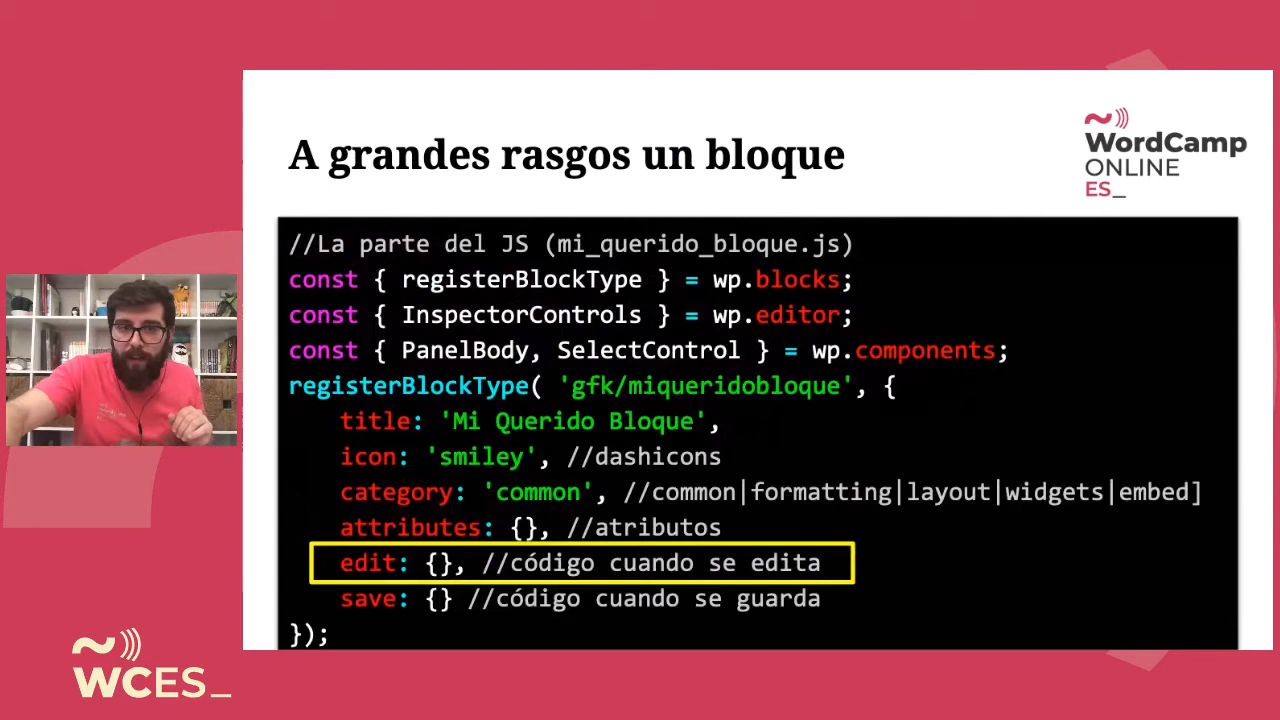 A grandes rasgos un bloque
WordCamp
ONLINE
ES_
//La parte del JS (mi_querido_bloque.js)
const { registerBlockType } = wp.blocks;
const { InspectorControls } = wp.editor;
const { PanelBody, SelectControl } = wp.components;
registerBlockType( 'gfk/miqueridobloque', {
title: 'Mi Querido Bloque',
icon: 'smiley', //dashicons
category: 'common', //common|formatting|layout|widgets|embed]
attributes: {}, //atributos
edit: {}, //código cuando se edita
save: {} //código cuando se guarda
});
WCES_